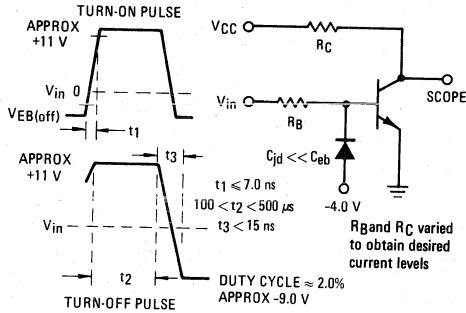 TURN-ON PULSE
APPROX
+11 V
Vin 0
VEB(off)
t1
APPROX
+11 V
t3
Vin
t2
TURN-OFF PULSE
t1 ⩽ 7.0 ns
100 < t2 < 500 µs
t3 < 15 ns
DUTY CYCLE ≈ 2.0%
APPROX -9.0 V
VCC
RC
SCOPE
Vin
RB
Cjd << Ceb
-4.0 V
RB and RC varied
to obtain desired
current levels